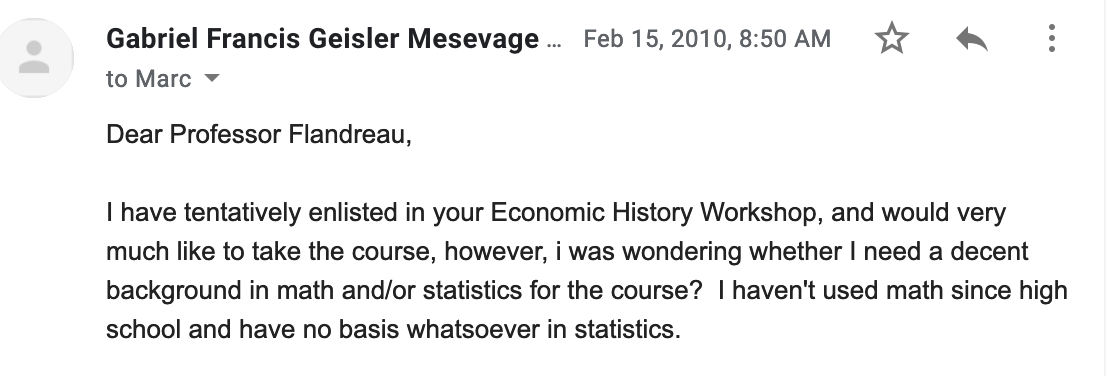 Gabriel Francis Geisler Mesevage ... Feb 15, 2010, 8:50 AM
to Marc
Dear Professor Flandreau,
I have tentatively enlisted in your Economic History Workshop, and would very
much like to take the course, however, i was wondering whether I need a decent
background in math and/or statistics for the course?  I haven't used math since high
school and have no basis whatsoever in statistics.